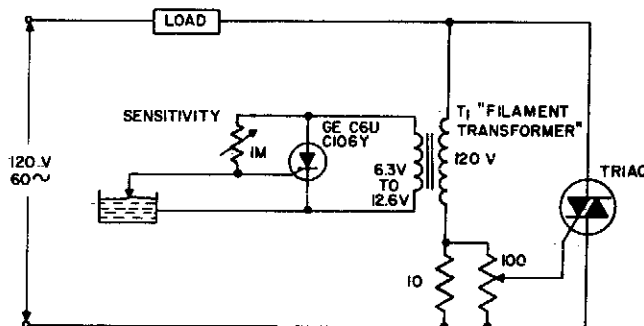 LOAD
SENSITIVITY
GE C6U
C106Y
T1 "FILAMENT
TRANSFORMER"
120 V
1M
6.3V
TO
12.6V
120V
60~
TRIAC
10
100